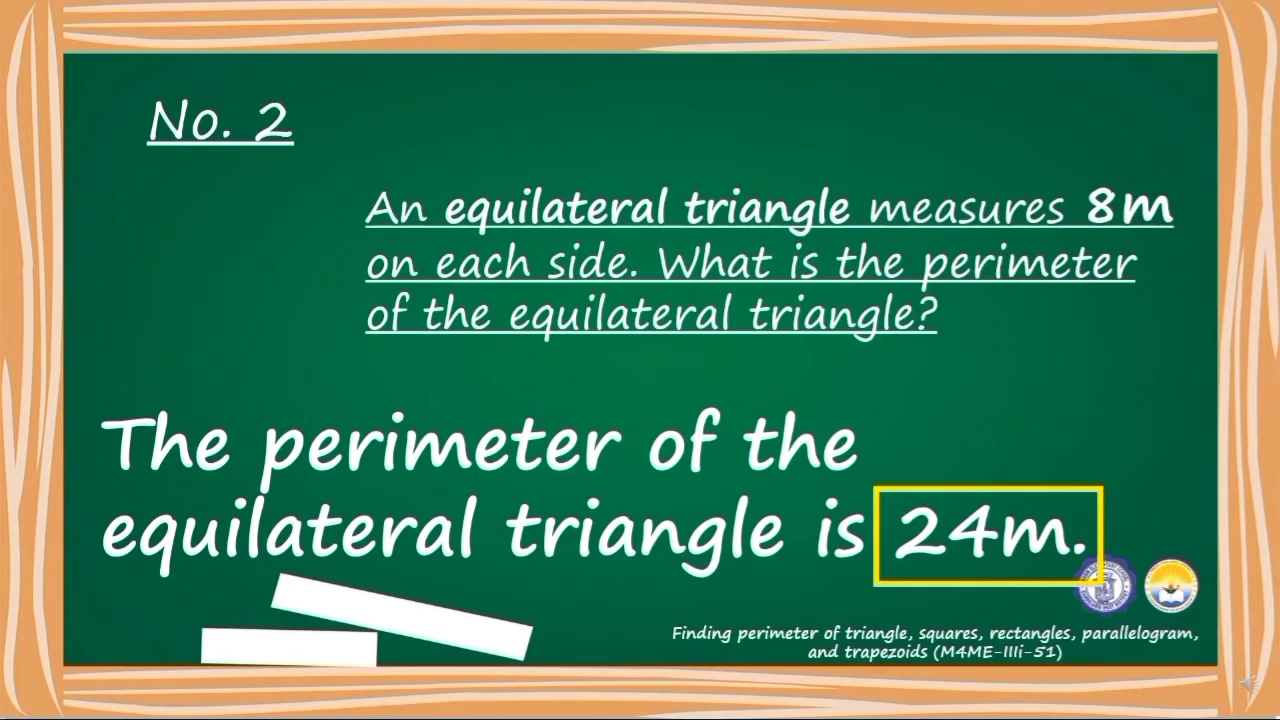 No. 2
An equilateral triangle measures 8m
on each side. What is the perimeter
of the equilateral triangle?
The perimeter of the
equilateral triangle is 24m.
Finding perimeter of triangle, squares, rectangles, parallelogram,
and trapezoids (M4ME-IIIi-51)